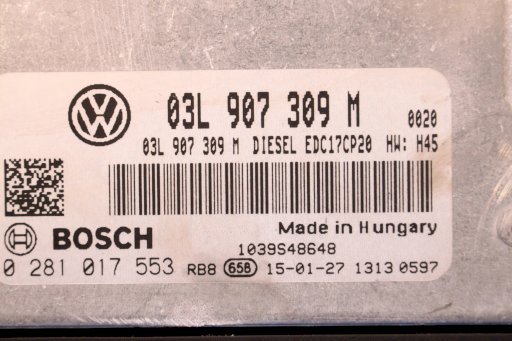 03L 907 309 M 0020
03L 907 309 M DIESEL EDC17CP20 HW: H45
BOSCH
Made in Hungary
1039S48648
0 281 017 553 RB8 658 15-01-27 1313 0597